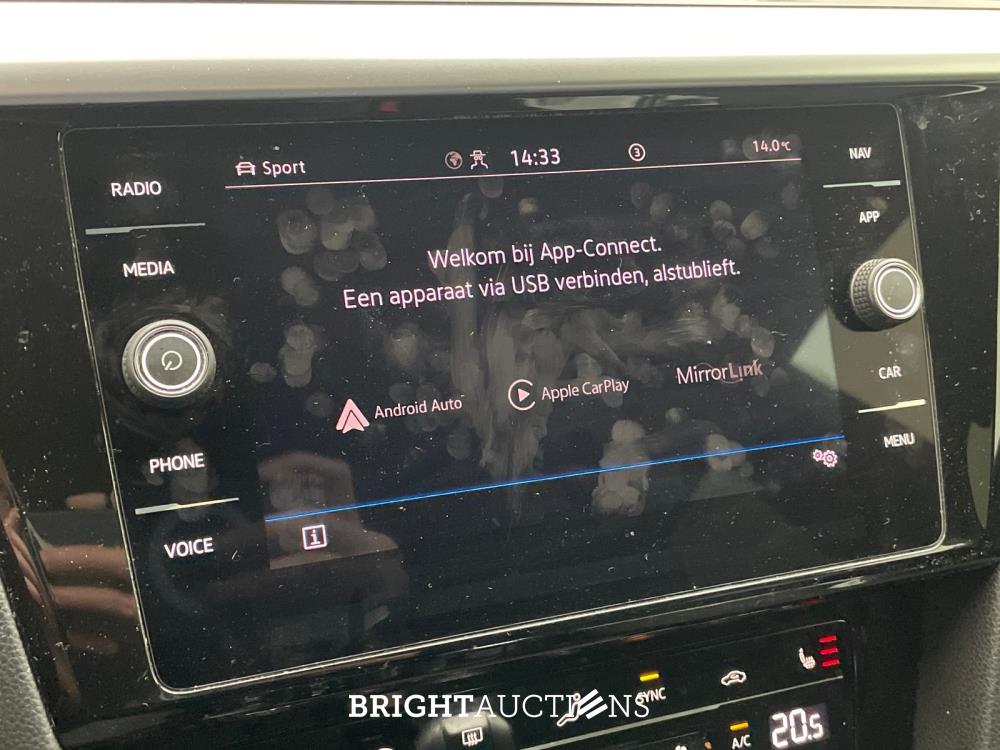 Sport
14:33
3
14.0℃
NAV
RADIO
APP
MEDIA
Welkom bij App-Connect.
Een apparaat via USB verbinden, alstublieft.
Android Auto
Apple CarPlay
MirrorLink
CAR
MENU
PHONE
VOICE
i
SYNC
BRIGHTAUCTIONS
A/C
20.5